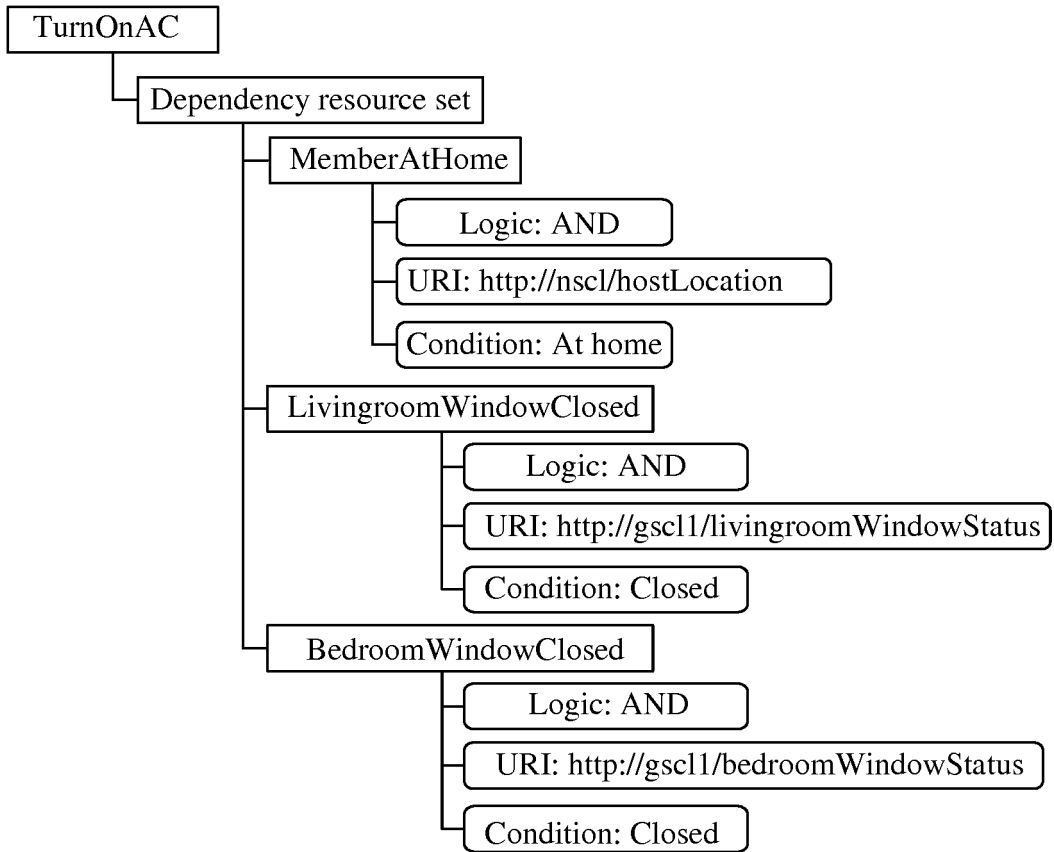 TurnOnAC
Dependency resource set
MemberAtHome
Logic: AND
URI: http://nscl/hostLocation
Condition: At home
LivingroomWindowClosed
Logic: AND
URI: http://gscl1/livingroomWindowStatus
Condition: Closed
BedroomWindowClosed
Logic: AND
URI: http://gscl1/bedroomWindowStatus
Condition: Closed